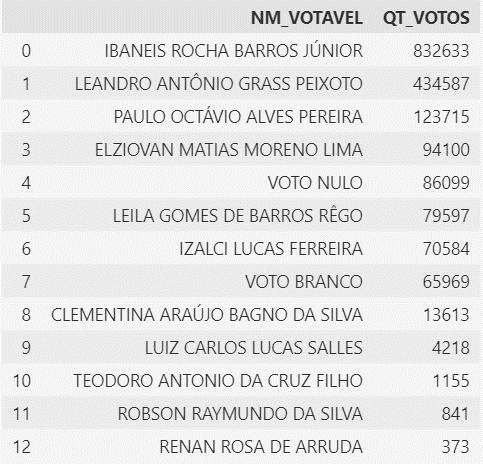 NM_VOTAVEL QT_VOTOS
0 IBANEIS ROCHA BARROS JÚNIOR 832633
1 LEANDRO ANTÔNIO GRASS PEIXOTO 434587
2 PAULO OCTÁVIO ALVES PEREIRA 123715
3 ELZIOVAN MATIAS MORENO LIMA 94100
4 VOTO NULO 86099
5 LEILA GOMES DE BARROS RÊGO 79597
6 IZALCI LUCAS FERREIRA 70584
7 VOTO BRANCO 65969
8 CLEMENTINA ARAÚJO BAGNO DA SILVA 13613
9 LUIZ CARLOS LUCAS SALLES 4218
10 TEODORO ANTONIO DA CRUZ FILHO 1155
11 ROBSON RAYMUNDO DA SILVA 841
12 RENAN ROSA DE ARRUDA 373